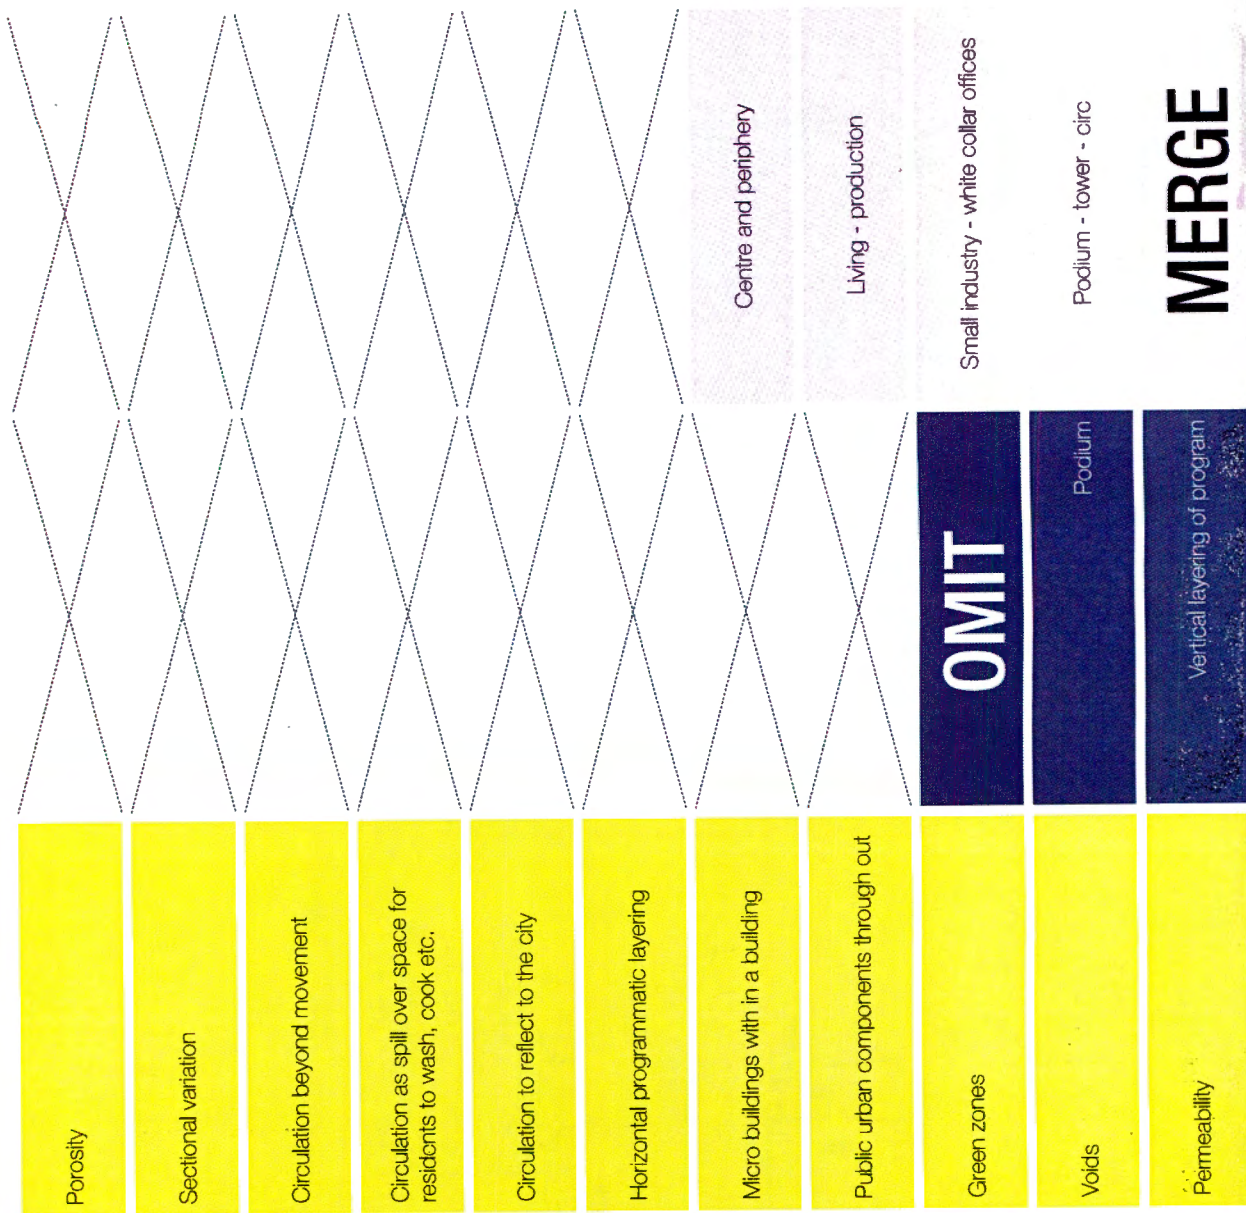 Porosity
Sectional variation
Circulation beyond movement
Circulation as spill over space for
residents to wash, cook etc.
Circulation to reflect to the city
Horizontal programmatic layering
Micro buildings with in a building
Public urban components through out
Green zones
Voids
Permeability
OMIT
Podium
Vertical layering of program
Centre and periphery
Living - production
Small industry - white collar offices
Podium - tower - circ
MERGE